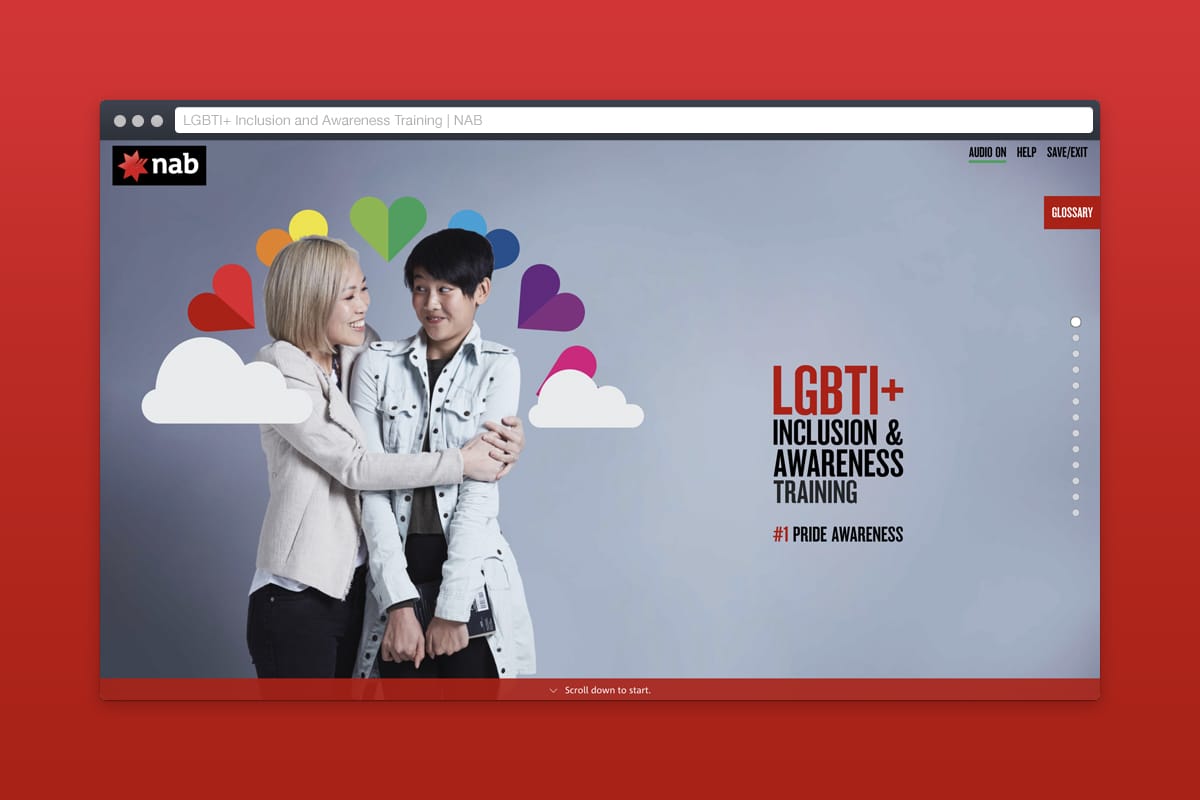 LGBTI+ Inclusion and Awareness Training | NAB
nab
AUDIO ON HELP SAVE/EXIT
GLOSSARY
LGBTI+
INCLUSION &
AWARENESS
TRAINING
#1 PRIDE AWARENESS
Scroll down to start.